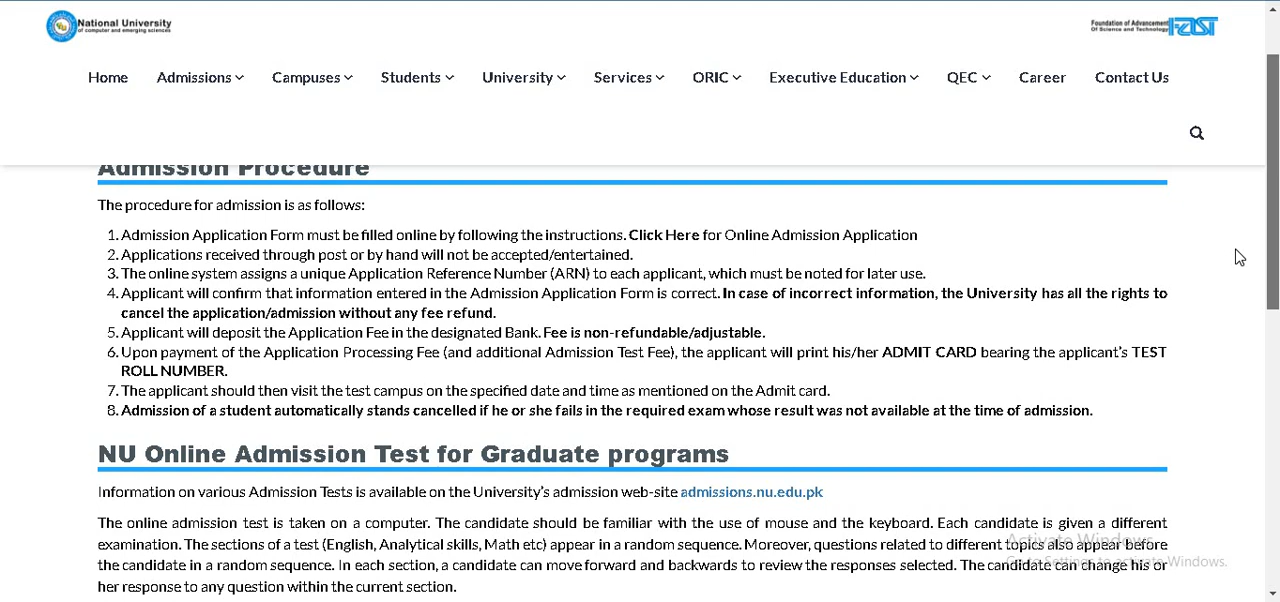 National University
of computer and emerging sciences
Foundation of Advancement
Of Science and Technology
FAST
Home Admissions Campuses Students University Services ORIC Executive Education QEC Career Contact Us
Admission Procedure
The procedure for admission is as follows:
1. Admission Application Form must be filled online by following the instructions. Click Here for Online Admission Application
2. Applications received through post or by hand will not be accepted/entertained.
3. The online system assigns a unique Application Reference Number (ARN) to each applicant, which must be noted for later use.
4. Applicant will confirm that information entered in the Admission Application Form is correct. In case of incorrect information, the University has all the rights to
cancel the application/admission without any fee refund.
5. Applicant will deposit the Application Fee in the designated Bank. Fee is non-refundable/adjustable.
6. Upon payment of the Application Processing Fee (and additional Admission Test Fee), the applicant will print his/her ADMIT CARD bearing the applicant's TEST
ROLL NUMBER.
7. The applicant should then visit the test campus on the specified date and time as mentioned on the Admit card.
8. Admission of a student automatically stands cancelled if he or she fails in the required exam whose result was not available at the time of admission.
NU Online Admission Test for Graduate programs
Information on various Admission Tests is available on the University's admission web-site admissions.nu.edu.pk
The online admission test is taken on a computer. The candidate should be familiar with the use of mouse and the keyboard. Each candidate is given a different
examination. The sections of a test (English, Analytical skills, Math etc) appear in a random sequence. Moreover, questions related to different topics also appear before
the candidate in a random sequence. In each section, a candidate can move forward and backwards to review the responses selected. The candidate can change his or
her response to any question within the current section.
Activate Windows
Go to Settings to activate Windows.